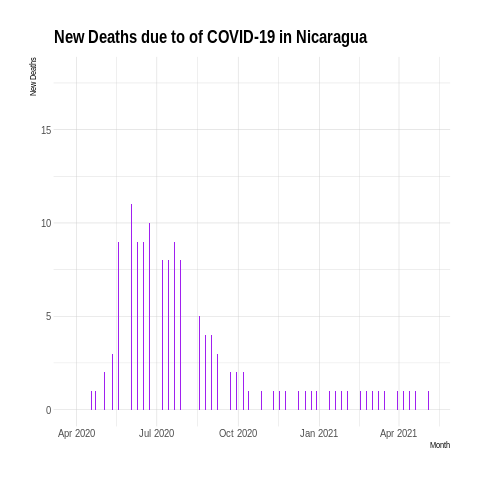 New Deaths due to of COVID-19 in Nicaragua
New Deaths
15
10
5
0
Apr 2020 Jul 2020 Oct 2020 Jan 2021 Apr 2021
Month